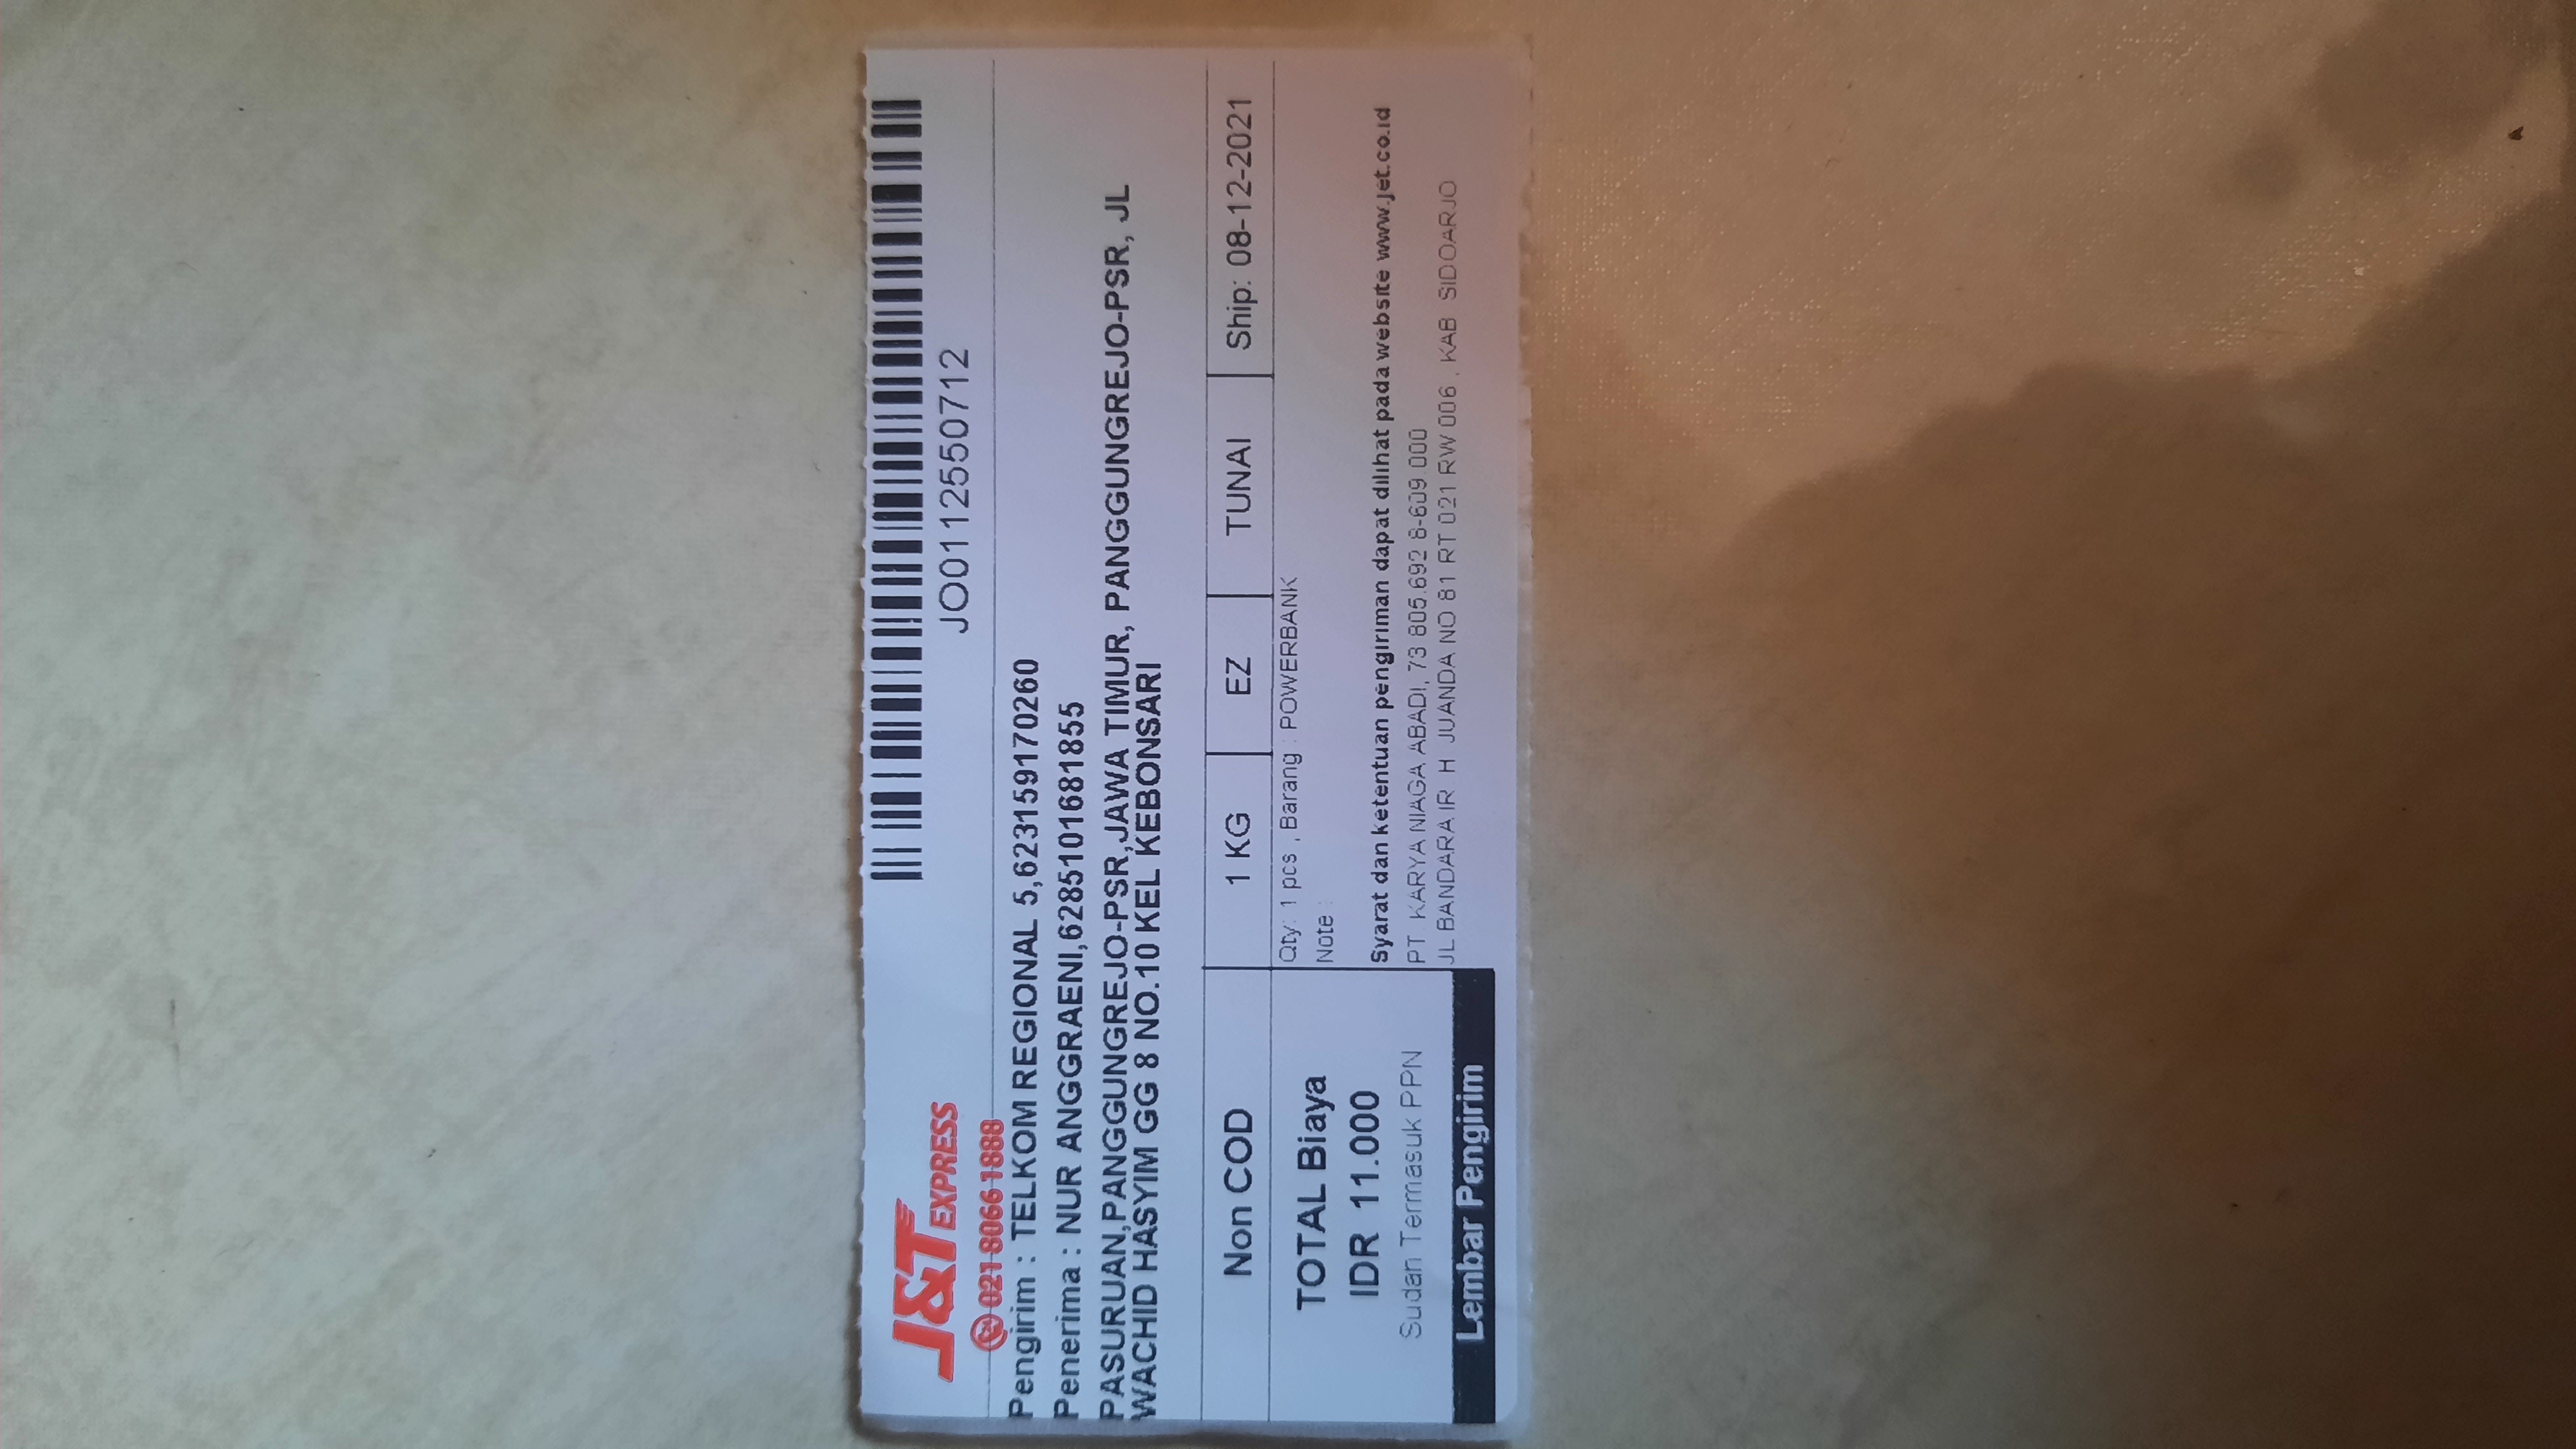 J&T EXPRESS
JO0112550712
021 8066 1888
Pengirim : TELKOM REGIONAL 5,623159170260
Penerima : NUR ANGGRAENI,6285101681855
PASURUAN,PANGGUNGREJO-PSR,JAWA TIMUR, PANGGUNGREJO-PSR, JL
WACHID HASYIM GG 8 NO.10 KEL KEBONSARI
Non COD 1 KG EZ TUNAI Ship: 08-12-2021
Qty: 1 pcs , Barang : POWERBANK
Note :
TOTAL Biaya
IDR 11.000
Sudah Termasuk PPN
Lembar Pengirim
Syarat dan ketentuan pengiriman dapat dilihat pada website www.jet.co.id
PT. KARYA NIAGA ABADI, 73.805.692.8-609.000
JL BANDARA IR. H. JUANDA NO 81 RT 021 RW 006 , KAB. SIDOARJO